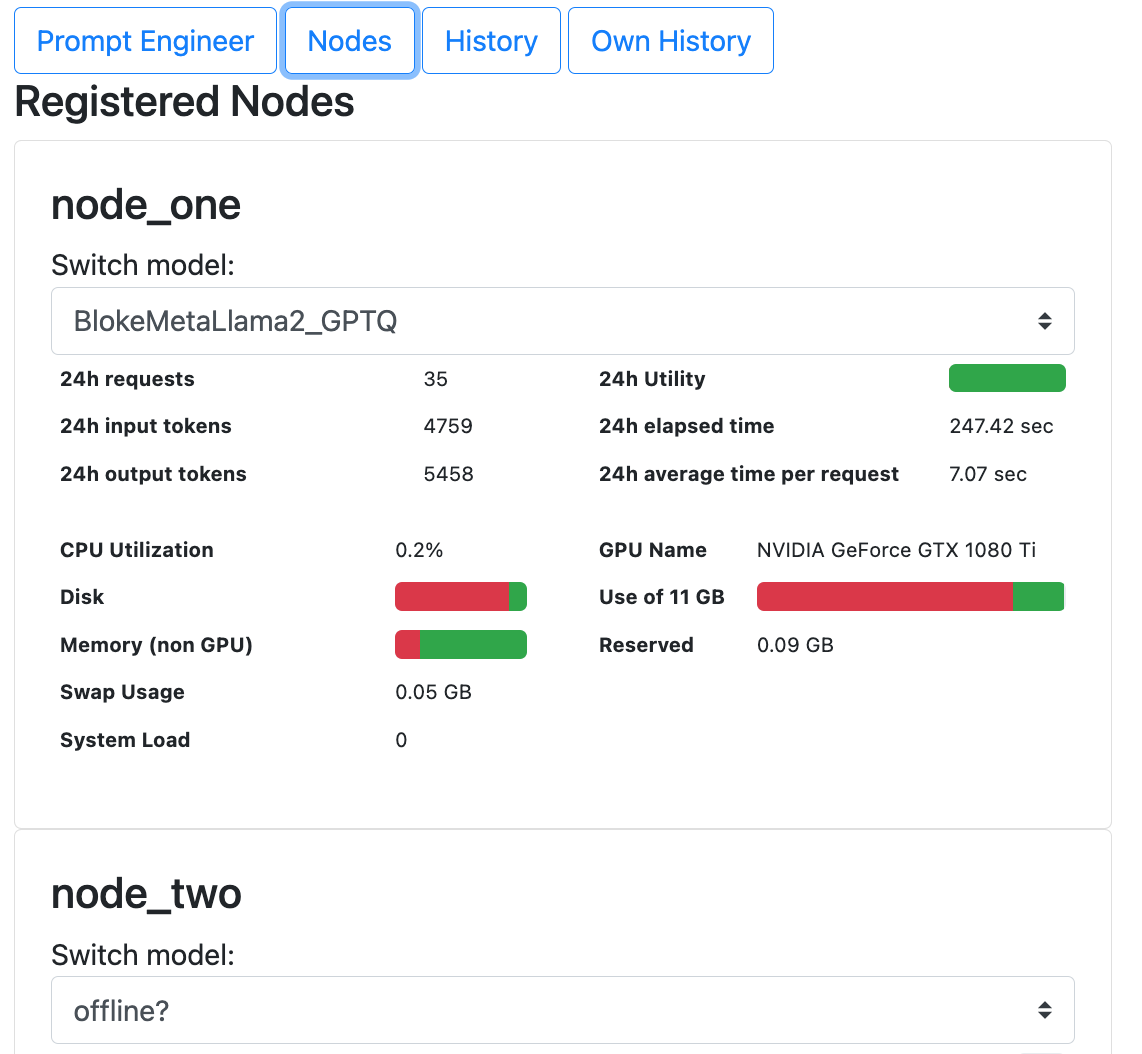 Prompt Engineer Nodes History Own History
Registered Nodes
node_one
Switch model:
BlokeMetaLlama2_GPTQ
24h requests 35 24h Utility
24h input tokens 4759 24h elapsed time 247.42 sec
24h output tokens 5458 24h average time per request 7.07 sec
CPU Utilization 0.2% GPU Name NVIDIA GeForce GTX 1080 Ti
Disk Use of 11 GB
Memory (non GPU) Reserved 0.09 GB
Swap Usage 0.05 GB
System Load 0
node_two
Switch model:
offline?